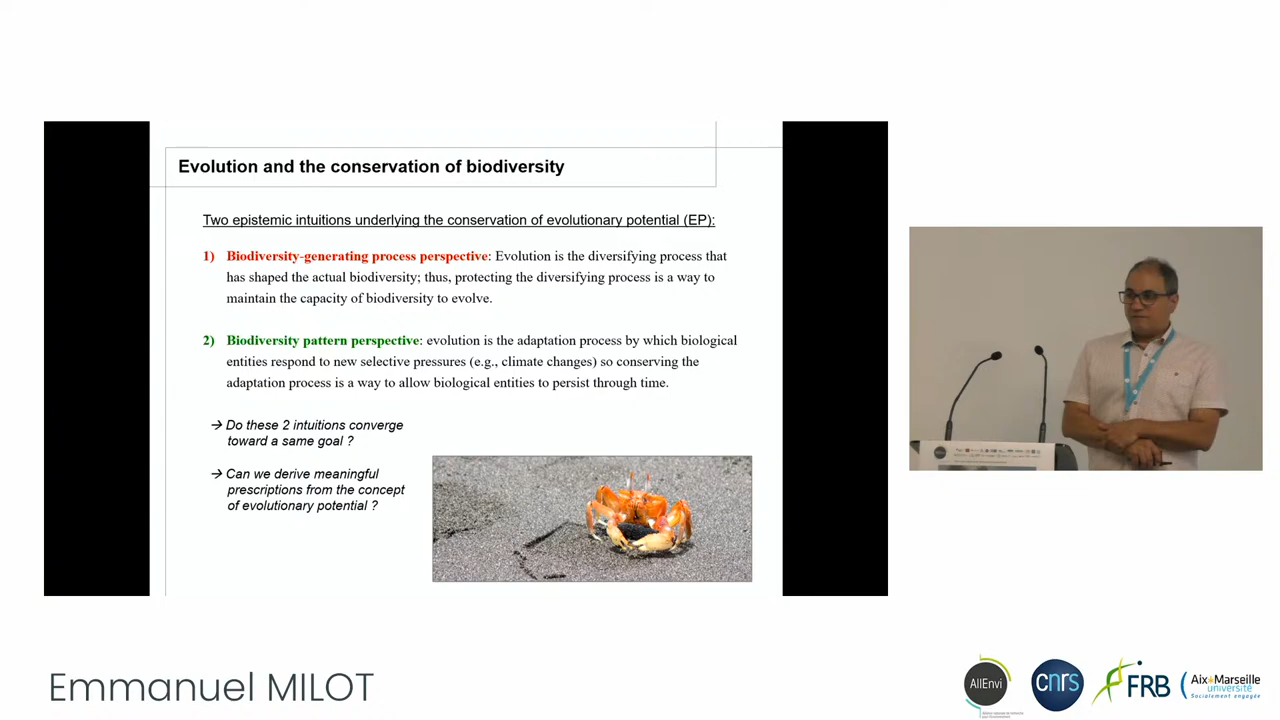 Evolution and the conservation of biodiversity
Two epistemic intuitions underlying the conservation of evolutionary potential (EP):
1) Biodiversity-generating process perspective: Evolution is the diversifying process that
has shaped the actual biodiversity; thus, protecting the diversifying process is a way to
maintain the capacity of biodiversity to evolve.
2) Biodiversity pattern perspective: evolution is the adaptation process by which biological
entities respond to new selective pressures (e.g., climate changes) so conserving the
adaptation process is a way to allow biological entities to persist through time.
→ Do these 2 intuitions converge
toward a same goal ?
→ Can we derive meaningful
prescriptions from the concept
of evolutionary potential ?
Emmanuel MILOT
AllEnvi
cnrs
FRB
Aix*Marseille
université
Socialement engagée